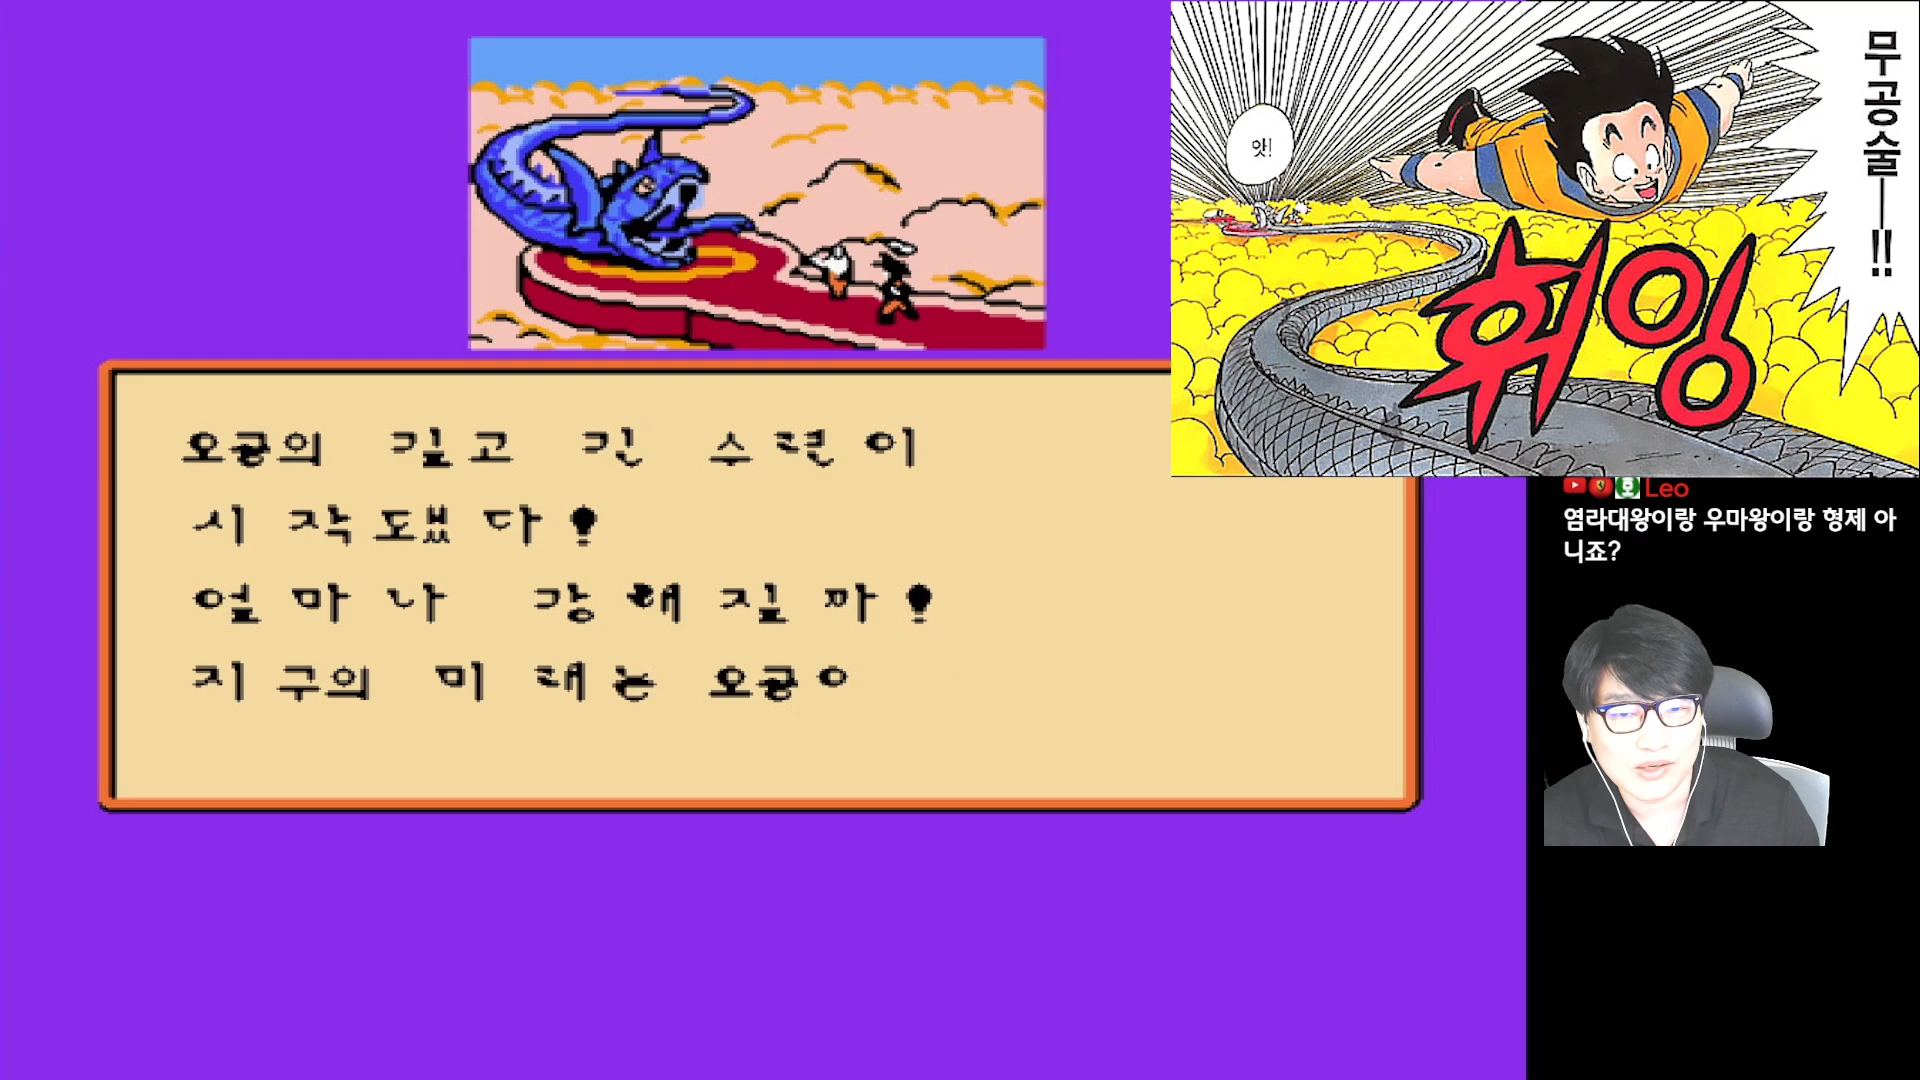 오공의 길고 긴 수련이
시작됐다!
얼마나 강해질까!
지구의 미래는 오공이
앗!
무공술—!!
휘잉
Leo
염라대왕이랑 우마왕이랑 형제 아
니죠?